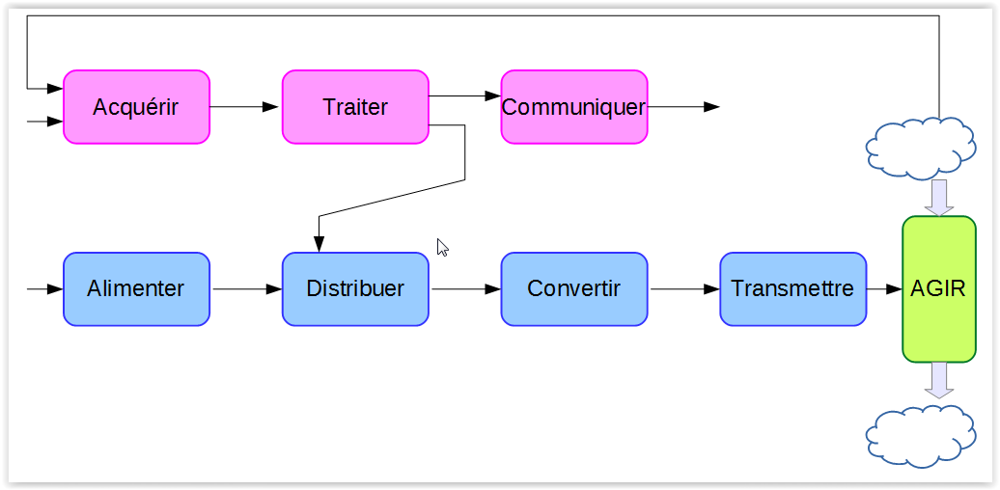 Acquérir
Traiter
Communiquer
Alimenter
Distribuer
Convertir
Transmettre
AGIR